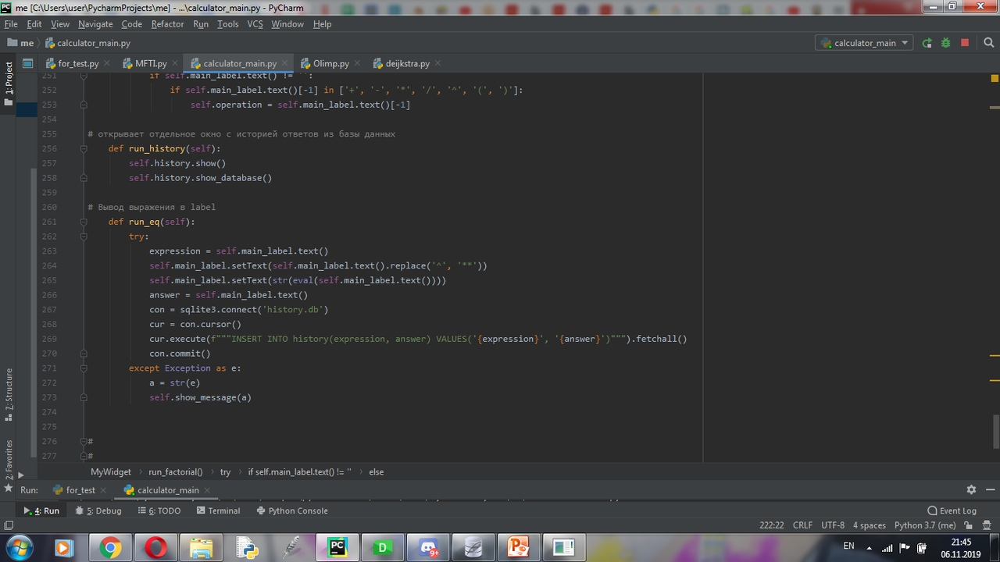 me [C:\Users\user\PycharmProjects\me] - ...\calculator_main.py - PyCharm
File Edit View Navigate Code Refactor Run Tools VCS Window Help
me calculator_main.py calculator_main
for_test.py MFTI.py calculator_main.py Olimp.py deijkstra.py
1: Project
251 if self.main_label.text() != '':
252 if self.main_label.text()[-1] in ['+', '-', '*', '/', '^', '(', ')']:
253 self.operation = self.main_label.text()[-1]
254
255 # открывает отдельное окно с историей ответов из базы данных
256 def run_history(self):
257 self.history.show()
258 self.history.show_database()
259
260 # Вывод выражения в label
261 def run_eq(self):
262 try:
263 expression = self.main_label.text()
264 self.main_label.setText(self.main_label.text().replace('^', '**'))
265 self.main_label.setText(str(eval(self.main_label.text())))
266 answer = self.main_label.text()
267 con = sqlite3.connect('history.db')
268 cur = con.cursor()
269 cur.execute(f"""INSERT INTO history(expression, answer) VALUES('{expression}', '{answer}')""").fetchall()
270 con.commit()
271 except Exception as e:
272 a = str(e)
273 self.show_message(a)
274
275
276 #
277 #
7: Structure
2: Favorites
MyWidget run_factorial() try if self.main_label.text() != '' else
Run: for_test calculator_main
4: Run 5: Debug 6: TODO Terminal Python Console Event Log
222:22 CRLF UTF-8 4 spaces Python 3.7 (me)
PC D 9+ EN 21:45
06.11.2019